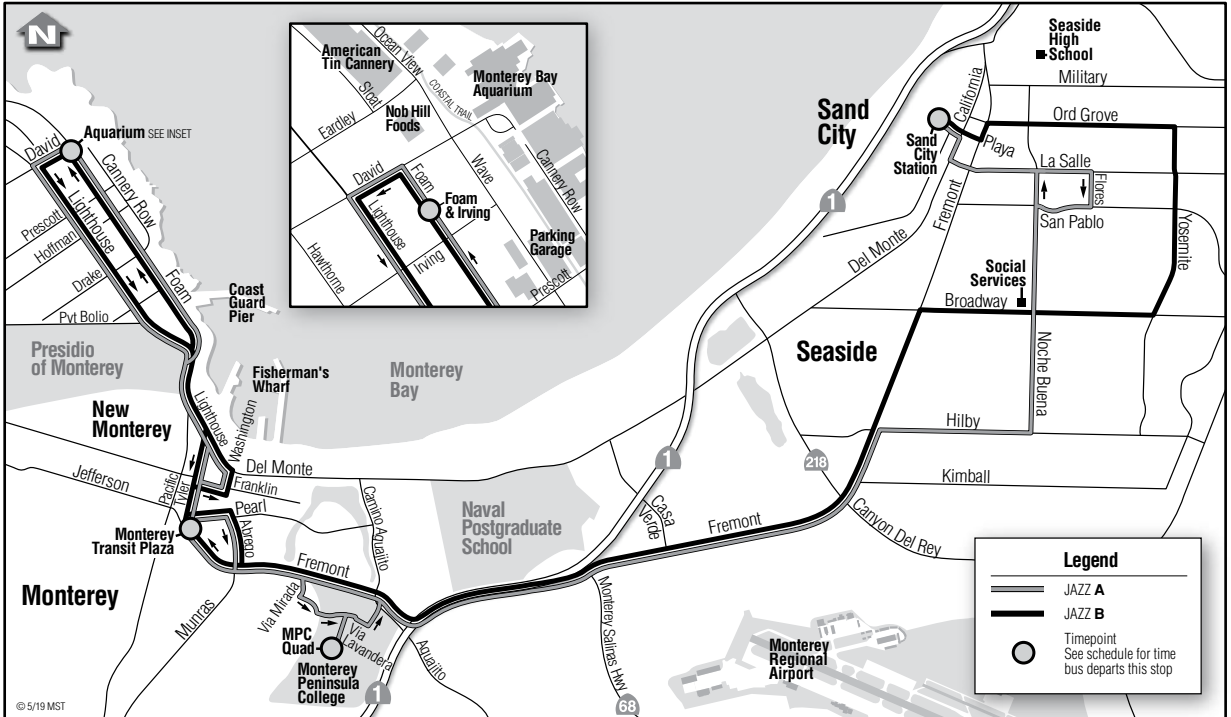 N
Aquarium SEE INSET
David
Cannery Row
Lighthouse
Prescott
Hoffman
Drake
Foam
Pvt Bolio
Coast
Guard
Pier
Presidio
of Monterey
Fisherman's
Wharf
Monterey
Bay
New
Monterey
Lighthouse
Washington
Del Monte
Jefferson
Pacific
Tyler
Franklin
Pearl
Abrego
Monterey
Transit Plaza
Camino Aguajito
Naval
Postgraduate
School
Monterey
Munras
Fremont
Via Mirada
Via
Lavandera
MPC
Quad
Monterey
Peninsula
College
1
Aguajito
© 5/19 MST
American
Tin Cannery
Ocean View
Monterey Bay
Aquarium
COASTAL TRAIL
Sloat
Eardley
Nob Hill
Foods
David
Foam
Wave
Cannery Row
Foam
& Irving
Lighthouse
Irving
Parking
Garage
Hawthorne
Prescott
Seaside
High
School
Military
California
Sand
City
Ord Grove
Sand
City
Station
Playa
La Salle
Flores
1
Fremont
San Pablo
Yosemite
Del Monte
Social
Services
Broadway
Seaside
Noche Buena
Hilby
1
218
Kimball
Casa
Verde
Fremont
Canyon Del Rey
Monterey Salinas Hwy
68
Monterey
Regional
Airport
Legend
JAZZ A
JAZZ B
Timepoint
See schedule for time
bus departs this stop